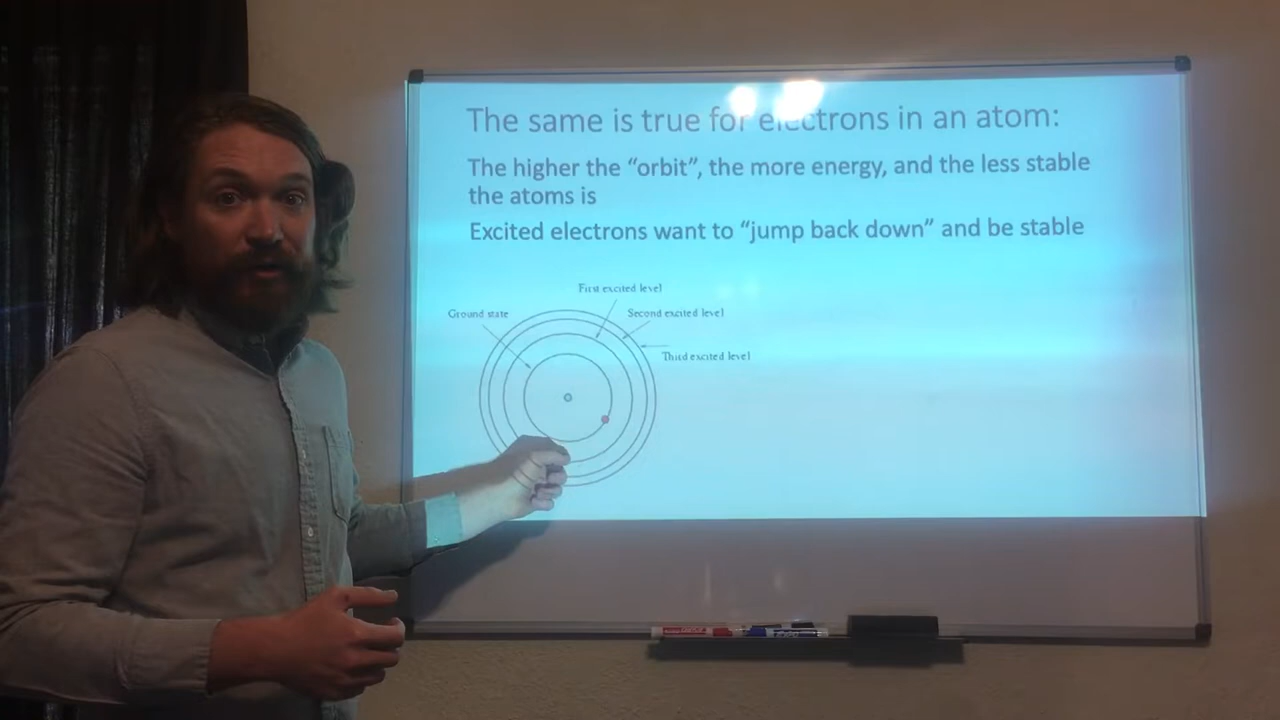 The same is true for electrons in an atom:
The higher the “orbit”, the more energy, and the less stable
the atoms is
Excited electrons want to “jump back down” and be stable
First excited level
Ground state
Second excited level
Third excited level